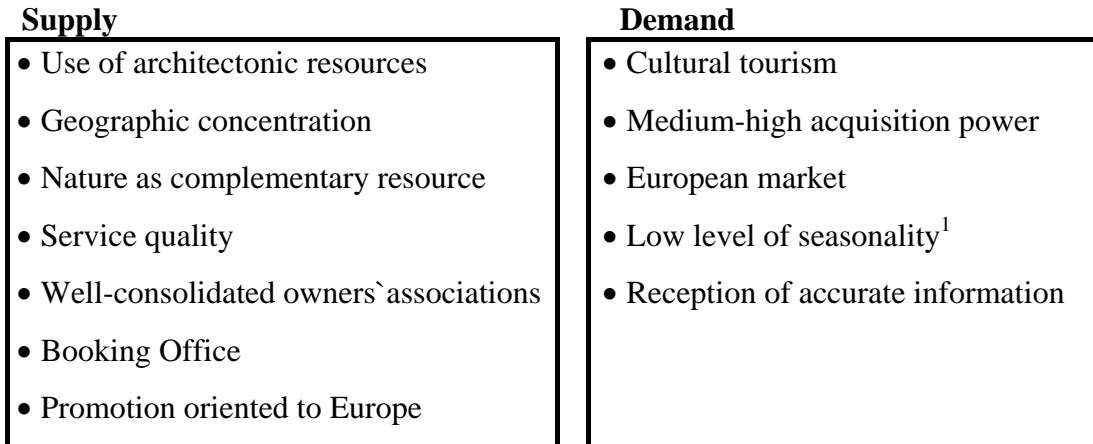 Supply
• Use of architectonic resources
• Geographic concentration
• Nature as complementary resource
• Service quality
• Well-consolidated owners`associations
• Booking Office
• Promotion oriented to Europe
Demand
• Cultural tourism
• Medium-high acquisition power
• European market
• Low level of seasonality¹
• Reception of accurate information